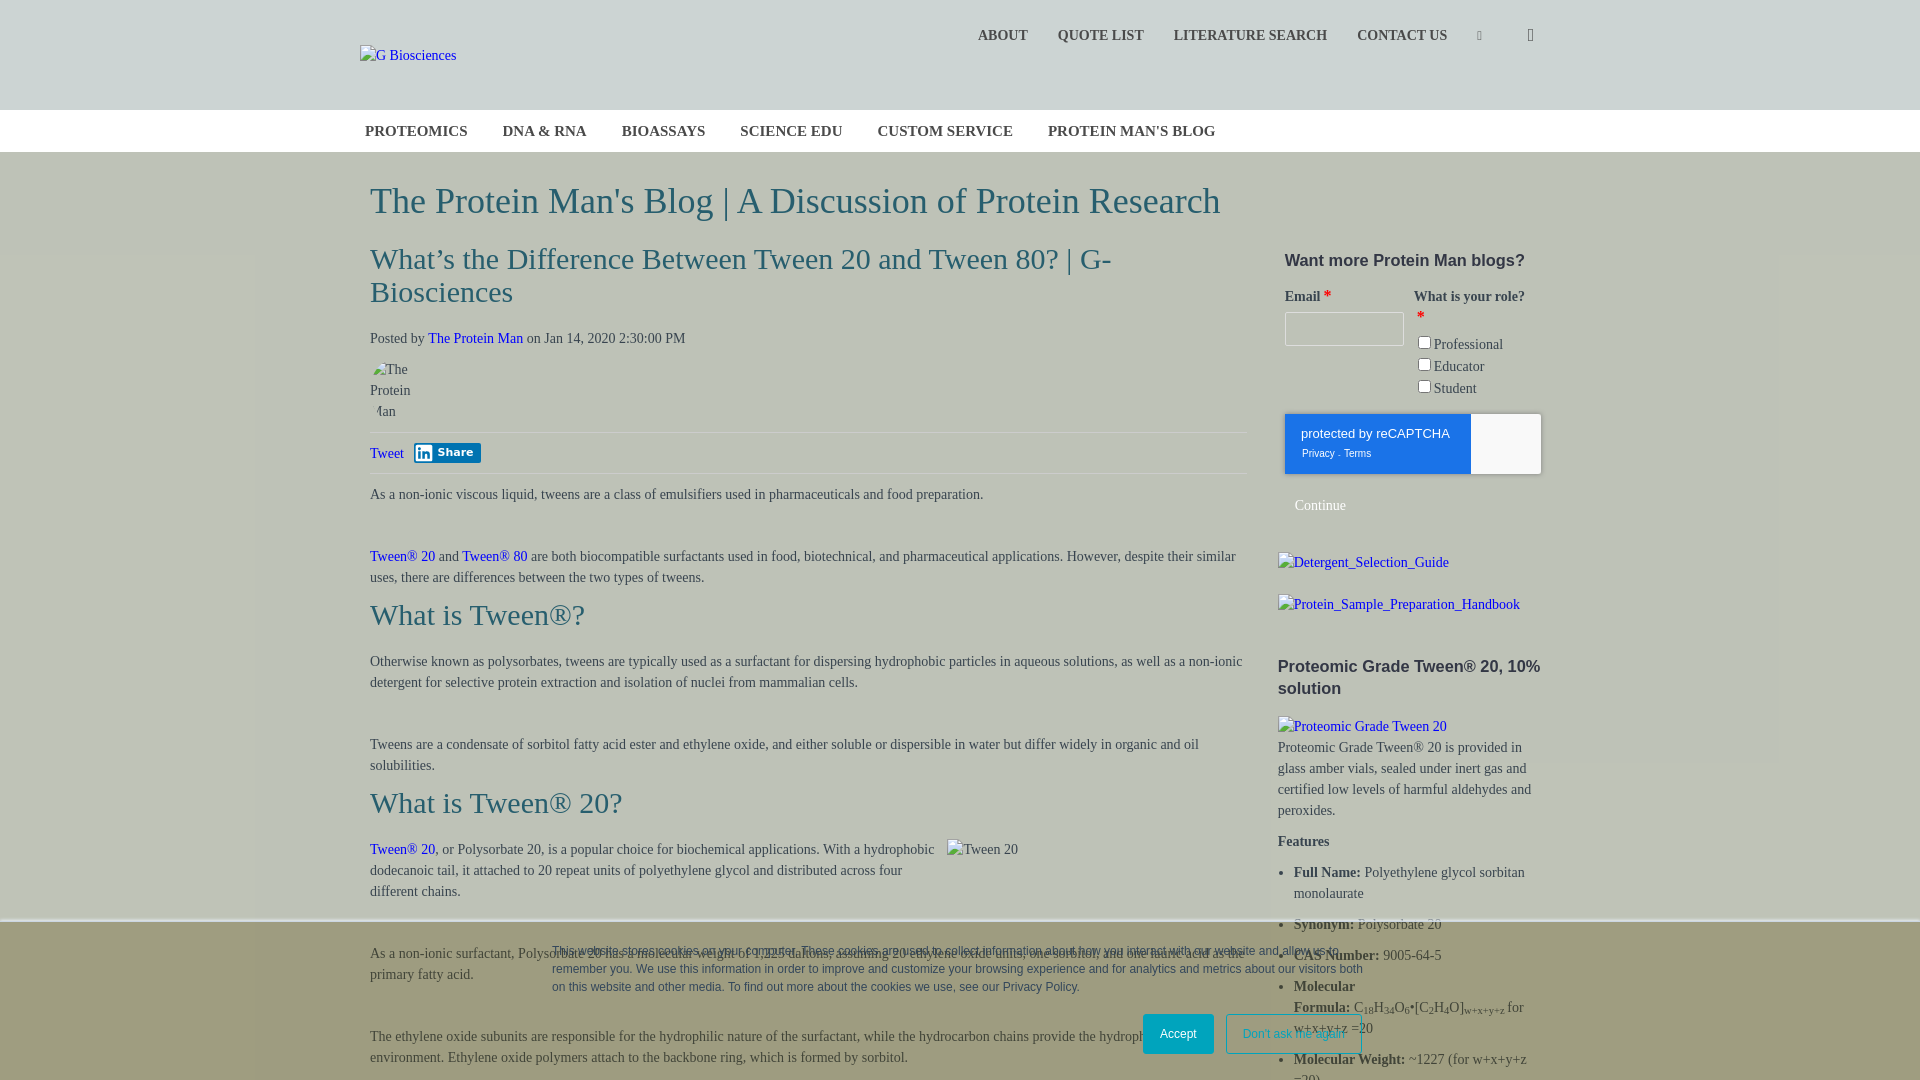 ABOUT QUOTE LIST LITERATURE SEARCH CONTACT US
G Biosciences
PROTEOMICS DNA & RNA BIOASSAYS SCIENCE EDU CUSTOM SERVICE PROTEIN MAN'S BLOG
The Protein Man's Blog | A Discussion of Protein Research
What’s the Difference Between Tween 20 and Tween 80? | G-
Biosciences
Posted by The Protein Man on Jan 14, 2020 2:30:00 PM
The
Protein
Man
Tweet Share
As a non-ionic viscous liquid, tweens are a class of emulsifiers used in pharmaceuticals and food preparation.
Tween® 20 and Tween® 80 are both biocompatible surfactants used in food, biotechnical, and pharmaceutical applications. However, despite their similar
uses, there are differences between the two types of tweens.
What is Tween®?
Otherwise known as polysorbates, tweens are typically used as a surfactant for dispersing hydrophobic particles in aqueous solutions, as well as a non-ionic
detergent for selective protein extraction and isolation of nuclei from mammalian cells.
Tweens are a condensate of sorbitol fatty acid ester and ethylene oxide, and either soluble or dispersible in water but differ widely in organic and oil
solubilities.
What is Tween® 20?
Tween® 20, or Polysorbate 20, is a popular choice for biochemical applications. With a hydrophobic
dodecanoic tail, it attached to 20 repeat units of polyethylene glycol and distributed across four
different chains.
Tween 20
As a non-ionic surfactant, Polysorbate 20 has a molecular weight of 1,225 daltons, assuming 20 ethylene oxide units, one sorbitol, and one lauric acid as the
primary fatty acid.
The ethylene oxide subunits are responsible for the hydrophilic nature of the surfactant, while the hydrocarbon chains provide the
environment. Ethylene oxide polymers attach to the backbone ring, which is formed by sorbitol.
Want more Protein Man blogs?
Email *
What is your role?
*
Professional
Educator
Student
protected by reCAPTCHA
Privacy - Terms
Continue
Detergent_Selection_Guide
Protein_Sample_Preparation_Handbook
Proteomic Grade Tween® 20, 10%
solution
Proteomic Grade Tween 20
Proteomic Grade Tween® 20 is provided in
glass amber vials, sealed under inert gas and
certified low levels of harmful aldehydes and
peroxides.
Features
• Full Name: Polyethylene glycol sorbitan
monolaurate
• Synonym: Polysorbate 20
• CAS Number: 9005-64-5
• Molecular
Formula: C18H34O6•[C2H4O]w+x+y+z for
w+x+y+z =20
• Molecular Weight: ~1227 (for w+x+y+z
=20)
This website stores cookies on your computer. These cookies are used to collect information about how you interact with our website and allow us to
remember you. We use this information in order to improve and customize your browsing experience and for analytics and metrics about our visitors both
on this website and other media. To find out more about the cookies we use, see our Privacy Policy.
Accept Don't ask me again